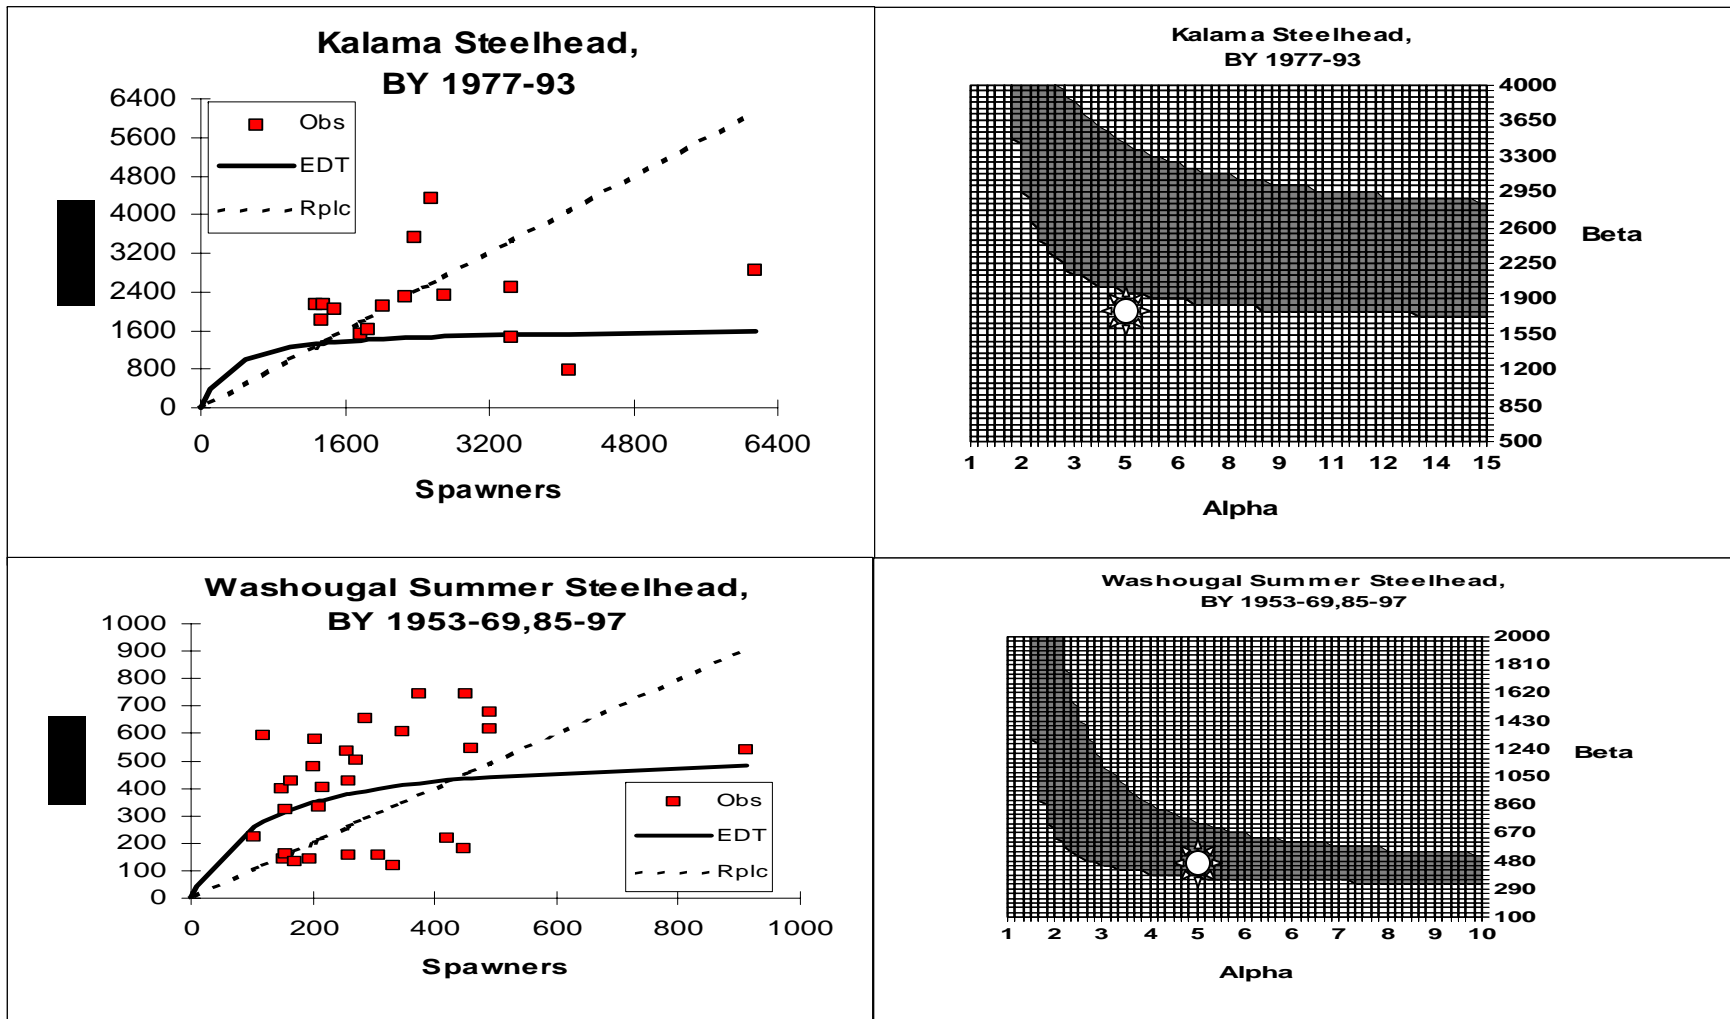 Kalama Steelhead,
BY 1977-93
6400
5600
4800
4000
3200
2400
1600
800
0
Obs
EDT
Rplc
0 1600 3200 4800 6400
Spawners
Kalama Steelhead,
BY 1977-93
4000
3650
3300
2950
2600
2250
1900
1550
1200
850
500
Beta
1 2 3 5 6 8 9 11 12 14 15
Alpha
Washougal Summer Steelhead,
BY 1953-69,85-97
1000
900
800
700
600
500
400
300
200
100
0
Obs
EDT
Rplc
0 200 400 600 800 1000
Spawners
Washougal Summer Steelhead,
BY 1953-69,85-97
2000
1810
1620
1430
1240
1050
860
670
480
290
100
Beta
1 2 3 4 5 6 7 8 9 10
Alpha